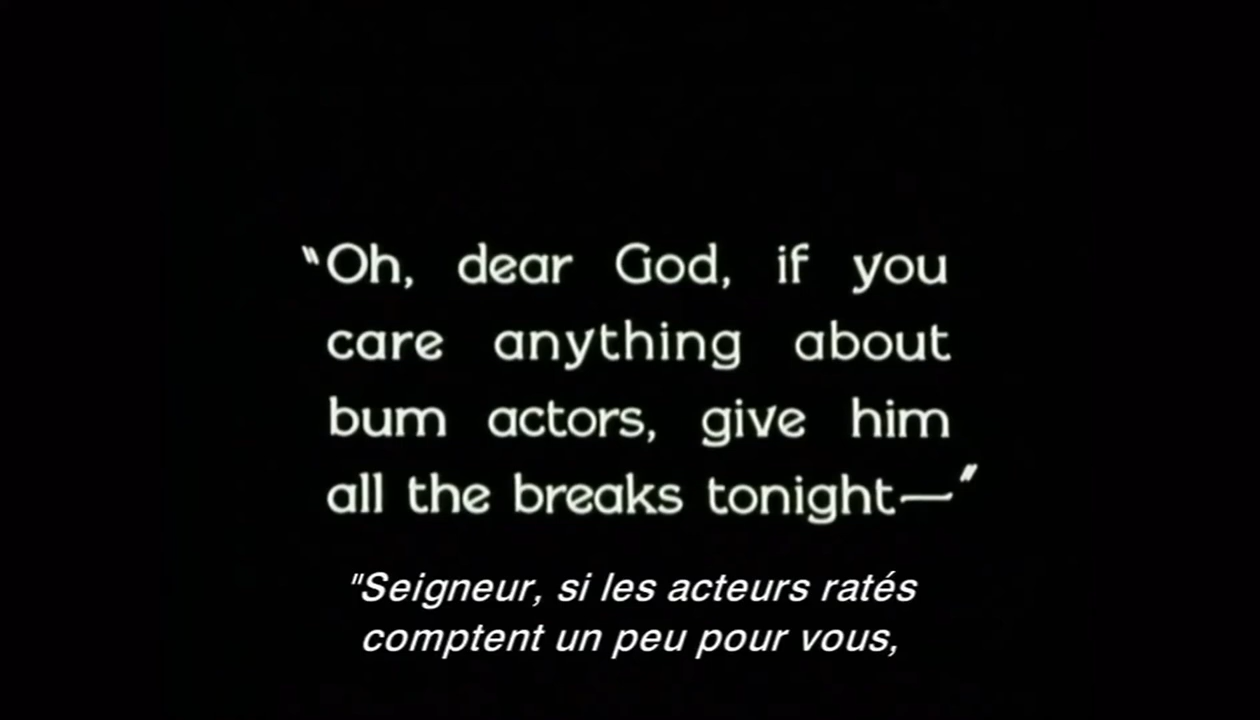 "Oh, dear God, if you
care anything about
bum actors, give him
all the breaks tonight—"
"Seigneur, si les acteurs ratés
comptent un peu pour vous,